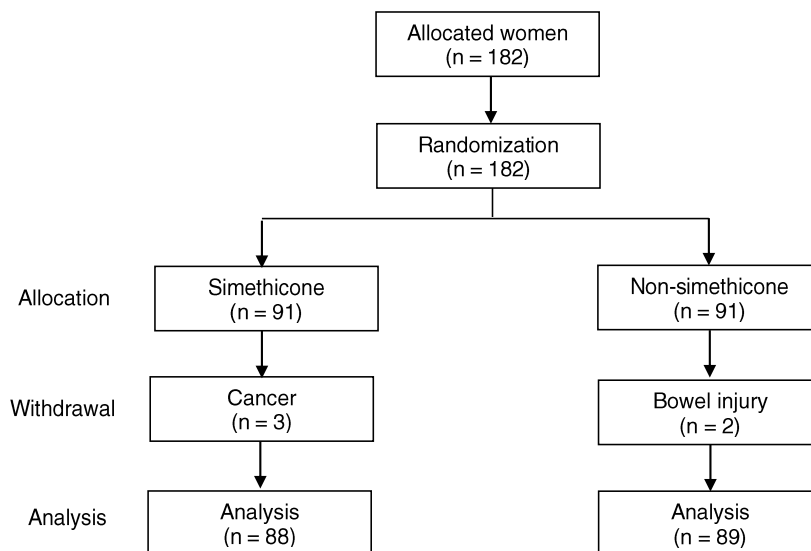 Allocated women
(n = 182)
Randomization
(n = 182)
Allocation
Simethicone
(n = 91)
Non-simethicone
(n = 91)
Withdrawal
Cancer
(n = 3)
Bowel injury
(n = 2)
Analysis
Analysis
(n = 88)
Analysis
(n = 89)